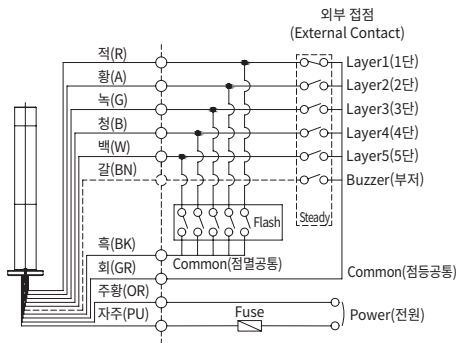 외부 접점
(External Contact)
적(R)
Layer1(1단)
황(A)
Layer2(2단)
녹(G)
Layer3(3단)
청(B)
Layer4(4단)
백(W)
Layer5(5단)
갈(BN)
Buzzer(부저)
Flash
Steady
흑(BK)
Common(점멸공통)
회(GR)
Common(점등공통)
주황(OR)
자주(PU)
Fuse
Power(전원)